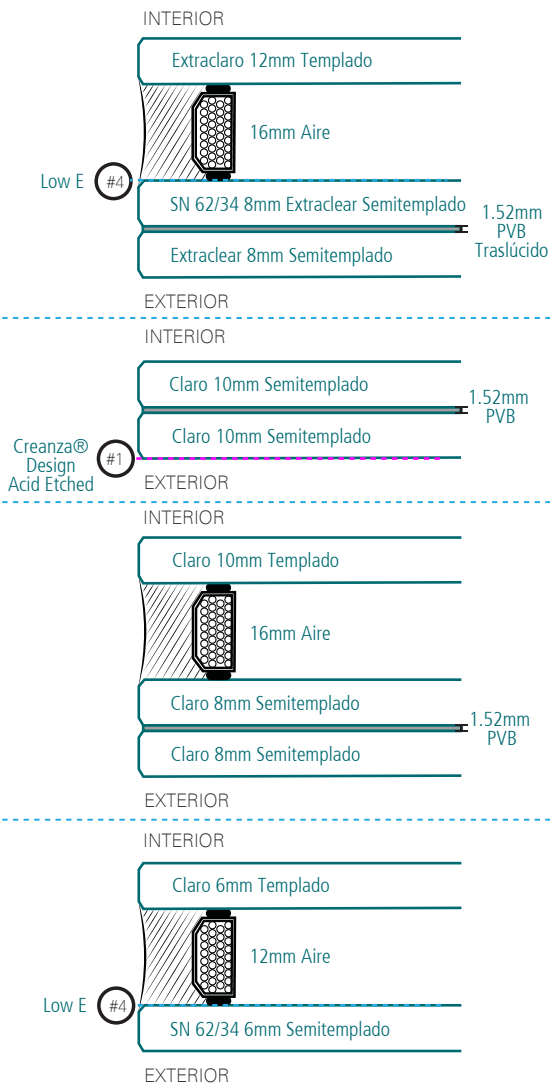 INTERIOR
Extraclaro 12mm Templado
16mm Aire
Low E
#4
SN 62/34 8mm Extraclear Semitemplado
1.52mm
PVB
Traslúcido
Extraclear 8mm Semitemplado
EXTERIOR
INTERIOR
Claro 10mm Semitemplado
1.52mm
PVB
Claro 10mm Semitemplado
Creanza®
Design
Acid Etched
#1
EXTERIOR
INTERIOR
Claro 10mm Templado
16mm Aire
Claro 8mm Semitemplado
1.52mm
PVB
Claro 8mm Semitemplado
EXTERIOR
INTERIOR
Claro 6mm Templado
12mm Aire
Low E
#4
SN 62/34 6mm Semitemplado
EXTERIOR